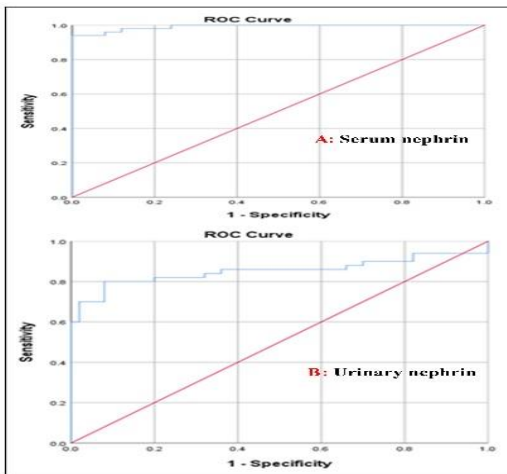 ROC Curve
1.0
0.8
0.6
0.4
0.2
0.0
Sensitivity
A: Serum nephrin
0.0 0.2 0.4 0.6 0.8 1.0
1 - Specificity
ROC Curve
1.0
0.8
0.6
0.4
0.2
0.0
Sensitivity
B: Urinary nephrin
0.0 0.2 0.4 0.6 0.8 1.0
1 - Specificity